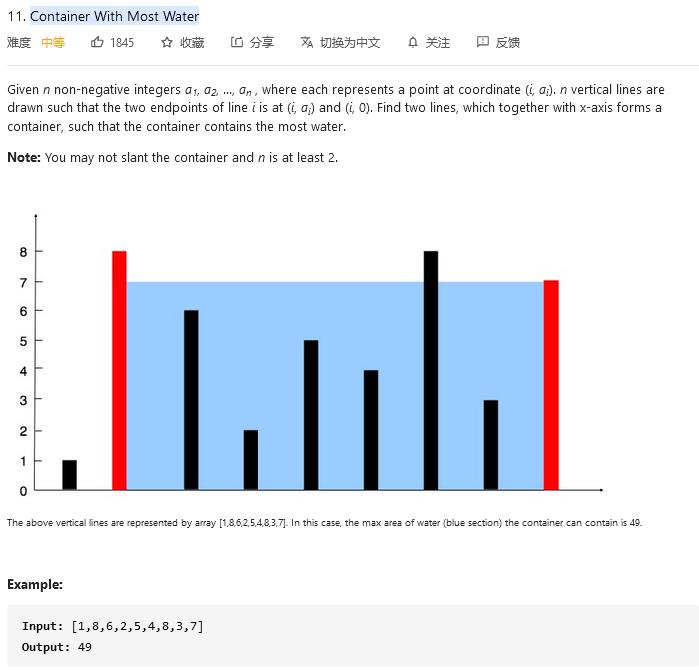 11. Container With Most Water
难度 中等 1845 收藏 分享 切换为中文 关注 反馈
Given n non-negative integers a1, a2, ..., an , where each represents a point at coordinate (i, ai). n vertical lines are
drawn such that the two endpoints of line i is at (i, ai) and (i, 0). Find two lines, which together with x-axis forms a
container, such that the container contains the most water.
Note: You may not slant the container and n is at least 2.
8
7
6
5
4
3
2
1
0
The above vertical lines are represented by array [1,8,6,2,5,4,8,3,7]. In this case, the max area of water (blue section) the container can contain is 49.
Example:
Input: [1,8,6,2,5,4,8,3,7]
Output: 49